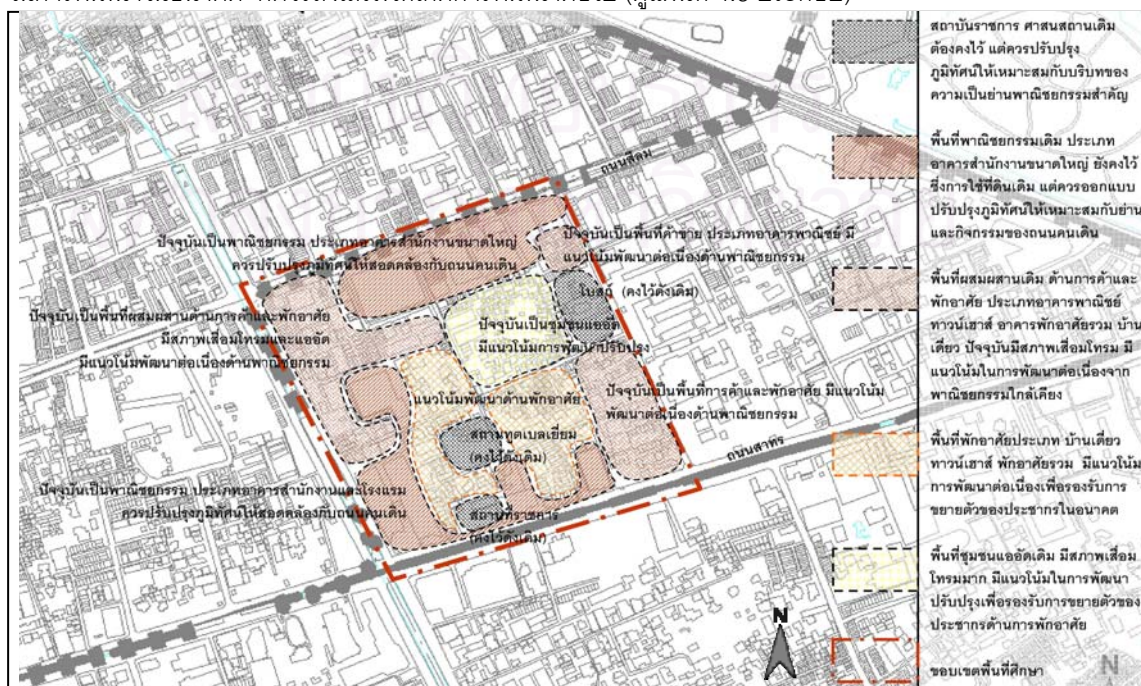 ถนนสีลม
ปัจจุบันเป็นพาณิชยกรรม ประเภทอาคารสำนักงานขนาดใหญ่
ควรปรับปรุงภูมิทัศน์ให้สอดคล้องกับถนนคนเดิน
ปัจจุบันเป็นพื้นที่ค้าขาย ประเภทอาคารพาณิชย์ มี
แนวโน้มพัฒนาต่อเนื่องด้านพาณิชยกรรม
โบสถ์ (คงไว้ดังเดิม)
ปัจจุบันเป็นพื้นที่ผสมผสานด้านการค้าและพักอาศัย
มีสภาพเสื่อมโทรมและแออัด
มีแนวโน้มพัฒนาต่อเนื่องด้านพาณิชยกรรม
ปัจจุบันเป็นชุมชนแออัด
มีแนวโน้มการพัฒนาปรับปรุง
แนวโน้มพัฒนาด้านพักอาศัย
ปัจจุบันเป็นพื้นที่การค้าและพักอาศัย มีแนวโน้ม
พัฒนาต่อเนื่องด้านพาณิชยกรรม
สถานทูตเบลเยี่ยม
(คงไว้ดังเดิม)
ถนนสาทร
ปัจจุบันเป็นพาณิชยกรรม ประเภทอาคารสำนักงานและโรงแรม
ควรปรับปรุงภูมิทัศน์ให้สอดคล้องกับถนนคนเดิน
สถานที่ราชการ
(คงไว้ดังเดิม)
N
สถาบันราชการ ศาสนสถานเดิม
ต้องคงไว้ แต่ควรปรับปรุง
ภูมิทัศน์ให้เหมาะสมกับบริบทของ
ความเป็นย่านพาณิชยกรรมสำคัญ
พื้นที่พาณิชยกรรมเดิม ประเภท
อาคารสำนักงานขนาดใหญ่ ยังคงไว้
ซึ่งการใช้ที่ดินเดิม แต่ควรออกแบบ
ปรับปรุงภูมิทัศน์ให้เหมาะสมกับย่าน
และกิจกรรมของถนนคนเดิน
พื้นที่ผสมผสานเดิม ด้านการค้าและ
พักอาศัย ประเภทอาคารพาณิชย์
ทาวน์เฮาส์ อาคารพักอาศัยรวม บ้าน
เดี่ยว ปัจจุบันมีสภาพเสื่อมโทรม มี
แนวโน้มในการพัฒนาต่อเนื่องจาก
พาณิชยกรรมใกล้เคียง
พื้นที่พักอาศัยประเภท บ้านเดี่ยว
ทาวน์เฮาส์ พักอาศัยรวม มีแนวโน้ม
การพัฒนาต่อเนื่องเพื่อรองรับการ
ขยายตัวของประชากรในอนาคต
พื้นที่ชุมชนแออัดเดิม มีสภาพเสื่อม
โทรมมาก มีแนวโน้มในการพัฒนา
ปรับปรุงเพื่อรองรับการขยายตัวของ
ประชากรด้านการพักอาศัย
ขอบเขตพื้นที่ศึกษา
N